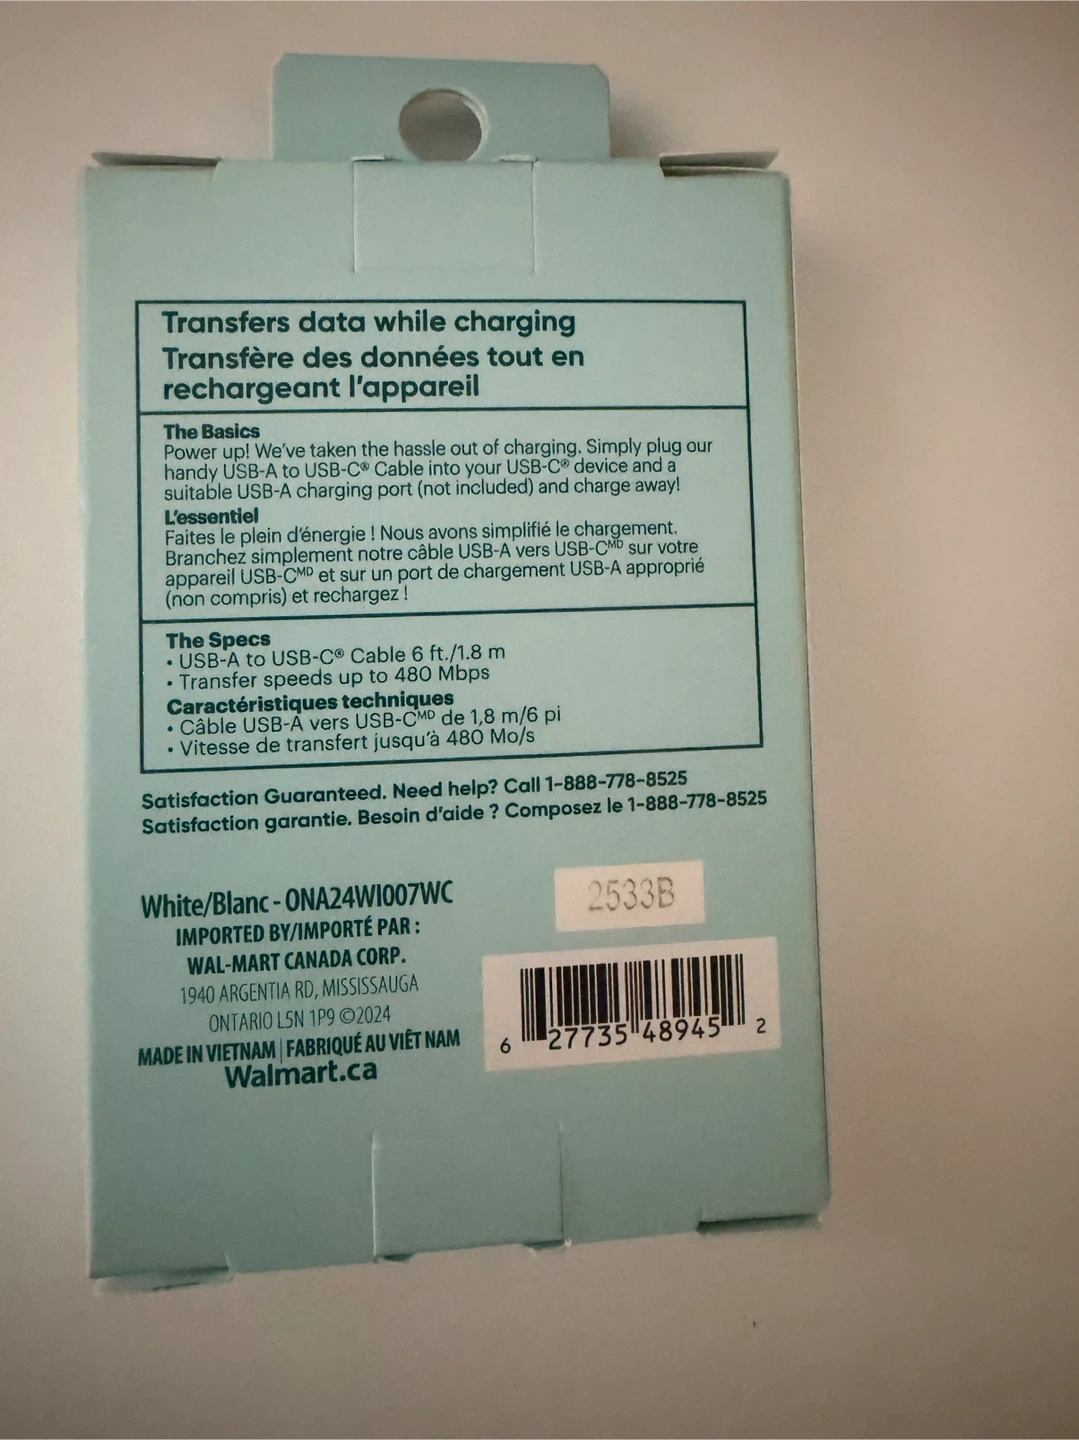 Transfers data while charging
Transfère des données tout en
rechargeant l'appareil
The Basics
Power up! We've taken the hassle out of charging. Simply plug our
handy USB-A to USB-C® Cable into your USB-C® device and a
suitable USB-A charging port (not included) and charge away!
L'essentiel
Faites le plein d'énergie ! Nous avons simplifié le chargement.
Branchez simplement notre câble USB-A vers USB-Cᴹᴰ sur votre
appareil USB-Cᴹᴰ et sur un port de chargement USB-A approprié
(non compris) et rechargez !
The Specs
• USB-A to USB-C® Cable 6 ft./1.8 m
• Transfer speeds up to 480 Mbps
Caractéristiques techniques
• Câble USB-A vers USB-Cᴹᴰ de 1,8 m/6 pi
• Vitesse de transfert jusqu'à 480 Mo/s
Satisfaction Guaranteed. Need help? Call 1-888-778-8525
Satisfaction garantie. Besoin d'aide ? Composez le 1-888-778-8525
White/Blanc - ONA24WI007WC
IMPORTED BY/IMPORTÉ PAR :
WAL-MART CANADA CORP.
1940 ARGENTIA RD, MISSISSAUGA
ONTARIO L5N 1P9 ©2024
MADE IN VIETNAM | FABRIQUÉ AU VIÊT NAM
Walmart.ca
2533B
6 27735 48945 2